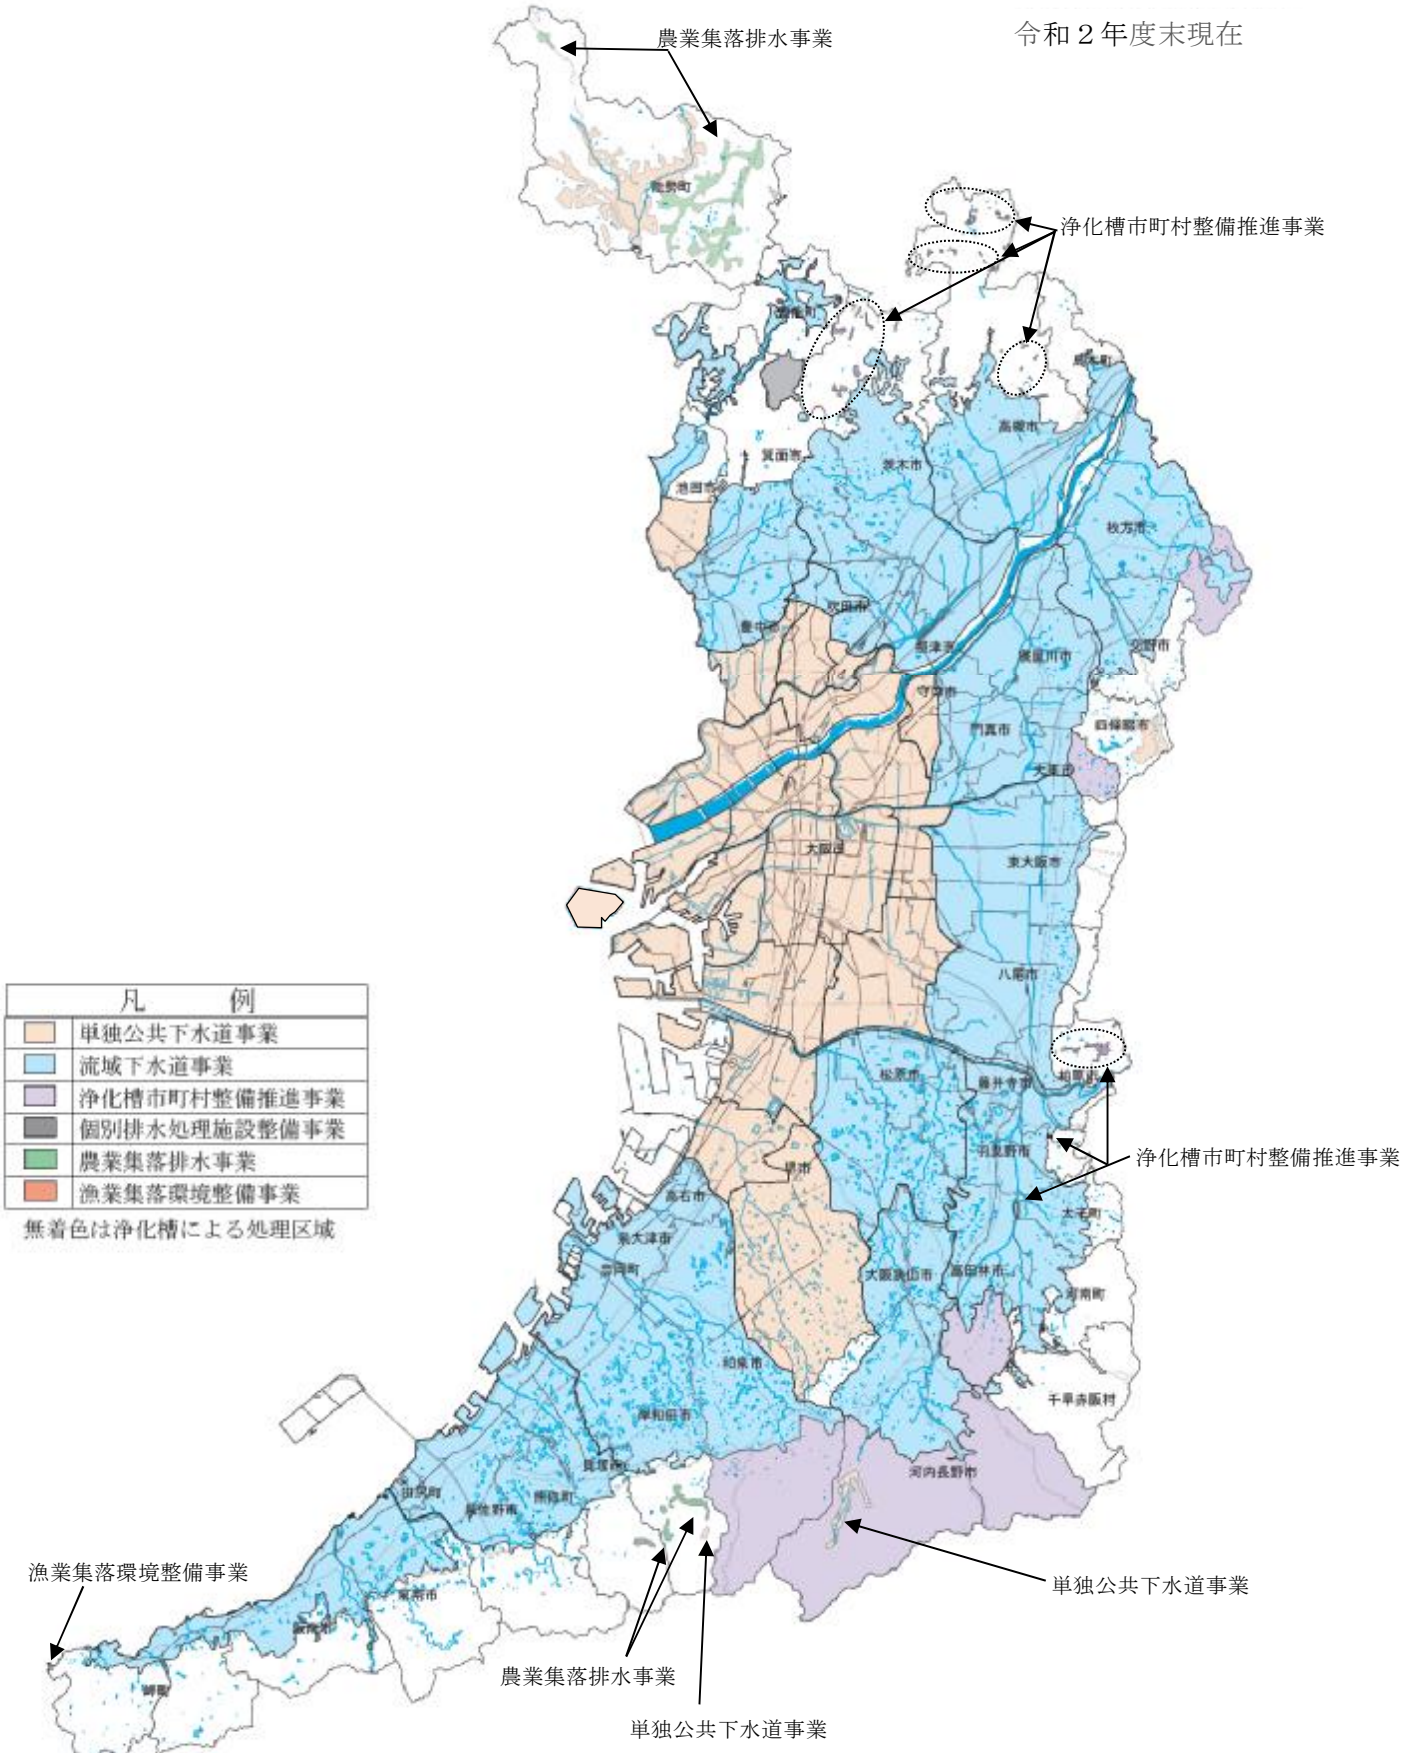 令和２年度末現在
農業集落排水事業
能勢町
浄化槽市町村整備推進事業
豊能町
島本町
高槻市
箕面市
茨木市
池田市
枚方市
吹田市
豊中市
摂津市
寝屋川市
交野市
守口市
門真市
四條畷市
大東市
大阪市
東大阪市
八尾市
凡例
単独公共下水道事業
流域下水道事業
浄化槽市町村整備推進事業
個別排水処理施設整備事業
農業集落排水事業
漁業集落環境整備事業
無着色は浄化槽による処理区域
松原市
藤井寺市
柏原市
羽曳野市
浄化槽市町村整備推進事業
堺市
高石市
太子町
泉大津市
忠岡町
大阪狭山市
富田林市
河南町
和泉市
千早赤阪村
岸和田市
貝塚市
河内長野市
田尻町
泉佐野市
熊取町
単独公共下水道事業
漁業集落環境整備事業
泉南市
阪南市
農業集落排水事業
岬町
単独公共下水道事業